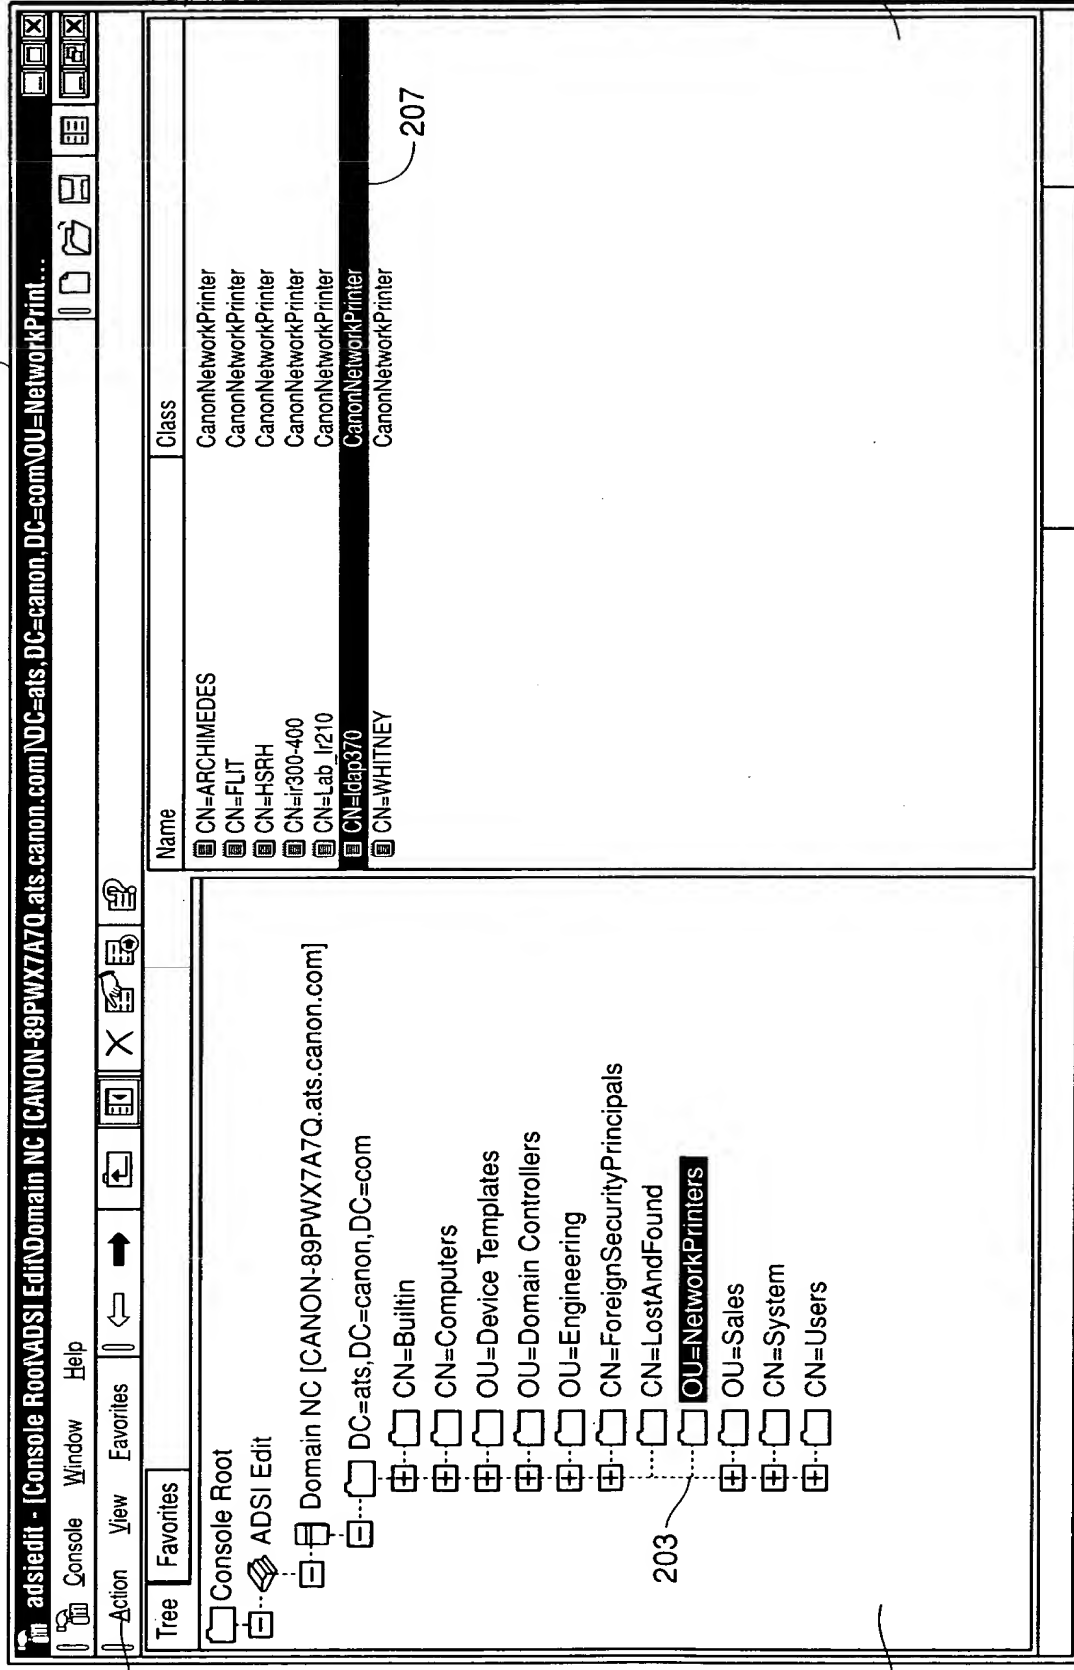 adsiedit - [Console Root\ADSI Edit\Domain NC [CANON-89PWX7A7Q.ats.canon.com]\DC=ats,DC=canon,DC=com\OU=NetworkPrint...
Console Window Help
Action View Favorites
Tree Favorites
Console Root
ADSI Edit
Domain NC [CANON-89PWX7A7Q.ats.canon.com]
DC=ats,DC=canon,DC=com
CN=Builtin
CN=Computers
OU=Device Templates
OU=Domain Controllers
OU=Engineering
CN=ForeignSecurityPrincipals
CN=LostAndFound
OU=NetworkPrinters
OU=Sales
CN=System
CN=Users
203
Name Class
CN=ARCHIMEDES CanonNetworkPrinter
CN=FLIT CanonNetworkPrinter
CN=HSRH CanonNetworkPrinter
CN=ir300-400 CanonNetworkPrinter
CN=Lab_Ir210 CanonNetworkPrinter
CN=ldap370 CanonNetworkPrinter
CN=WHITNEY CanonNetworkPrinter
207